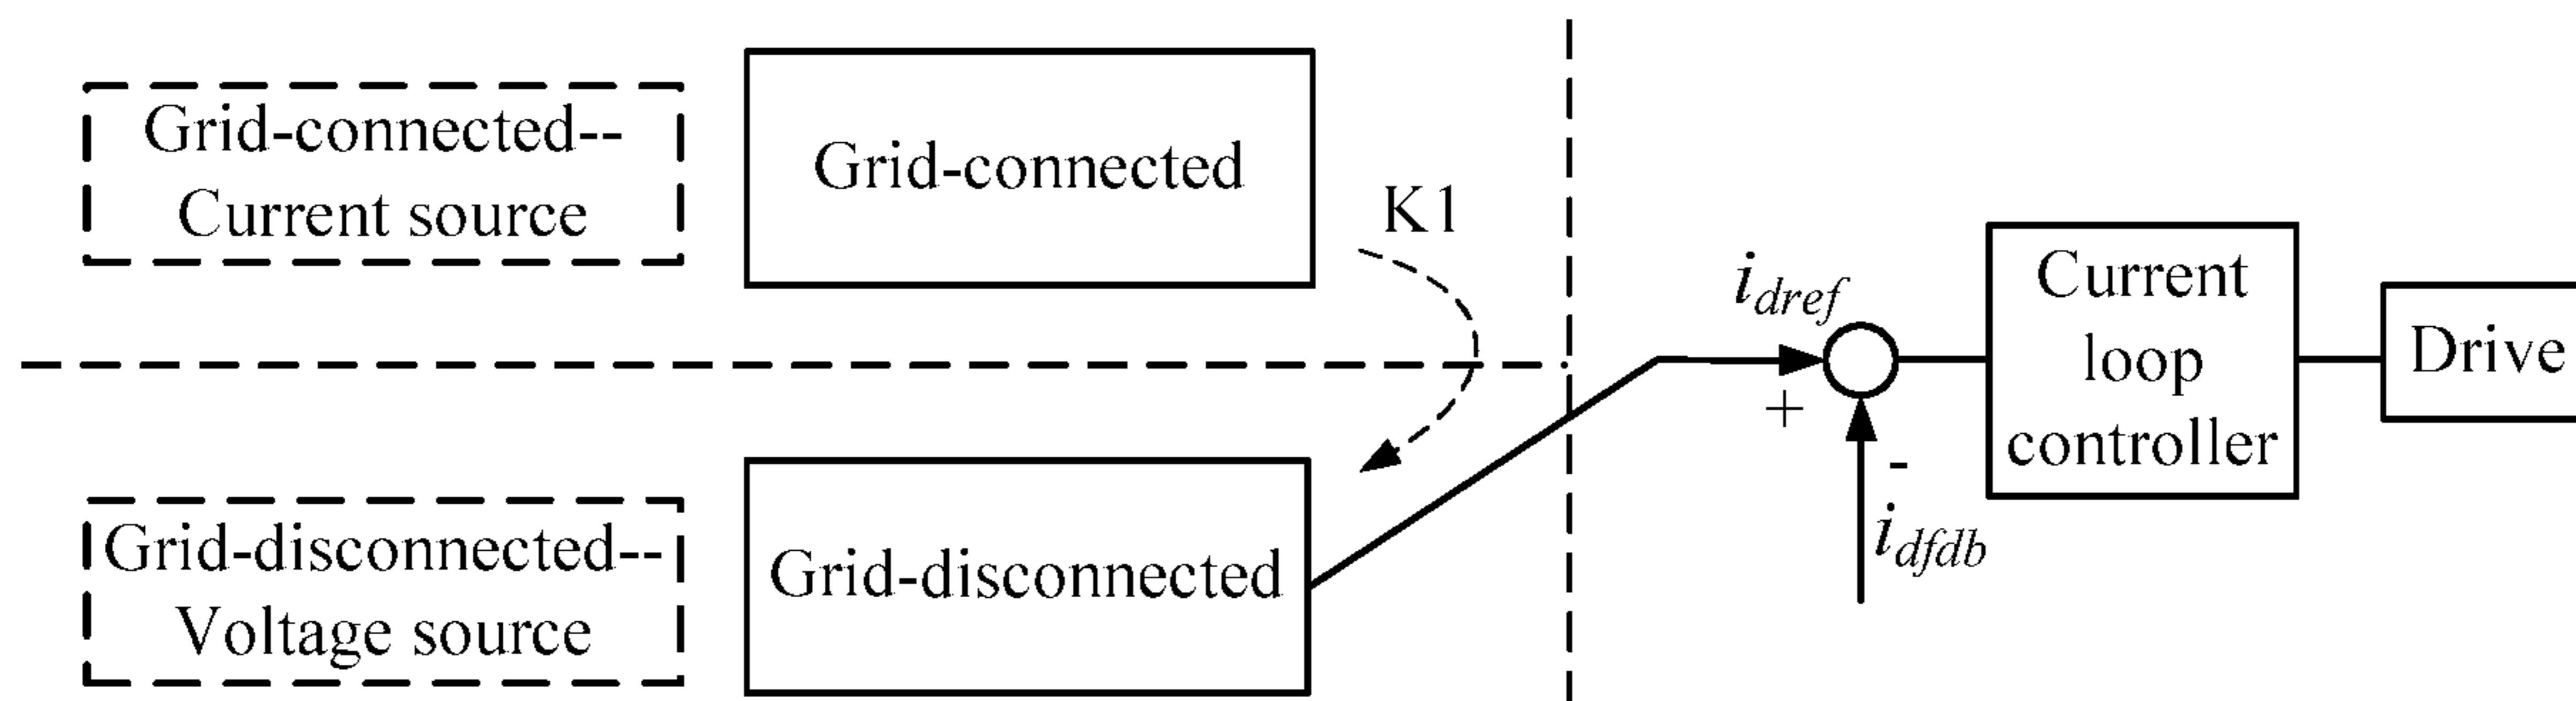 Grid-connected--
Current source
Grid-connected
K1
i_dref
+
-
i_dfdb
Current
loop
controller
Drive
Grid-disconnected--
Voltage source
Grid-disconnected